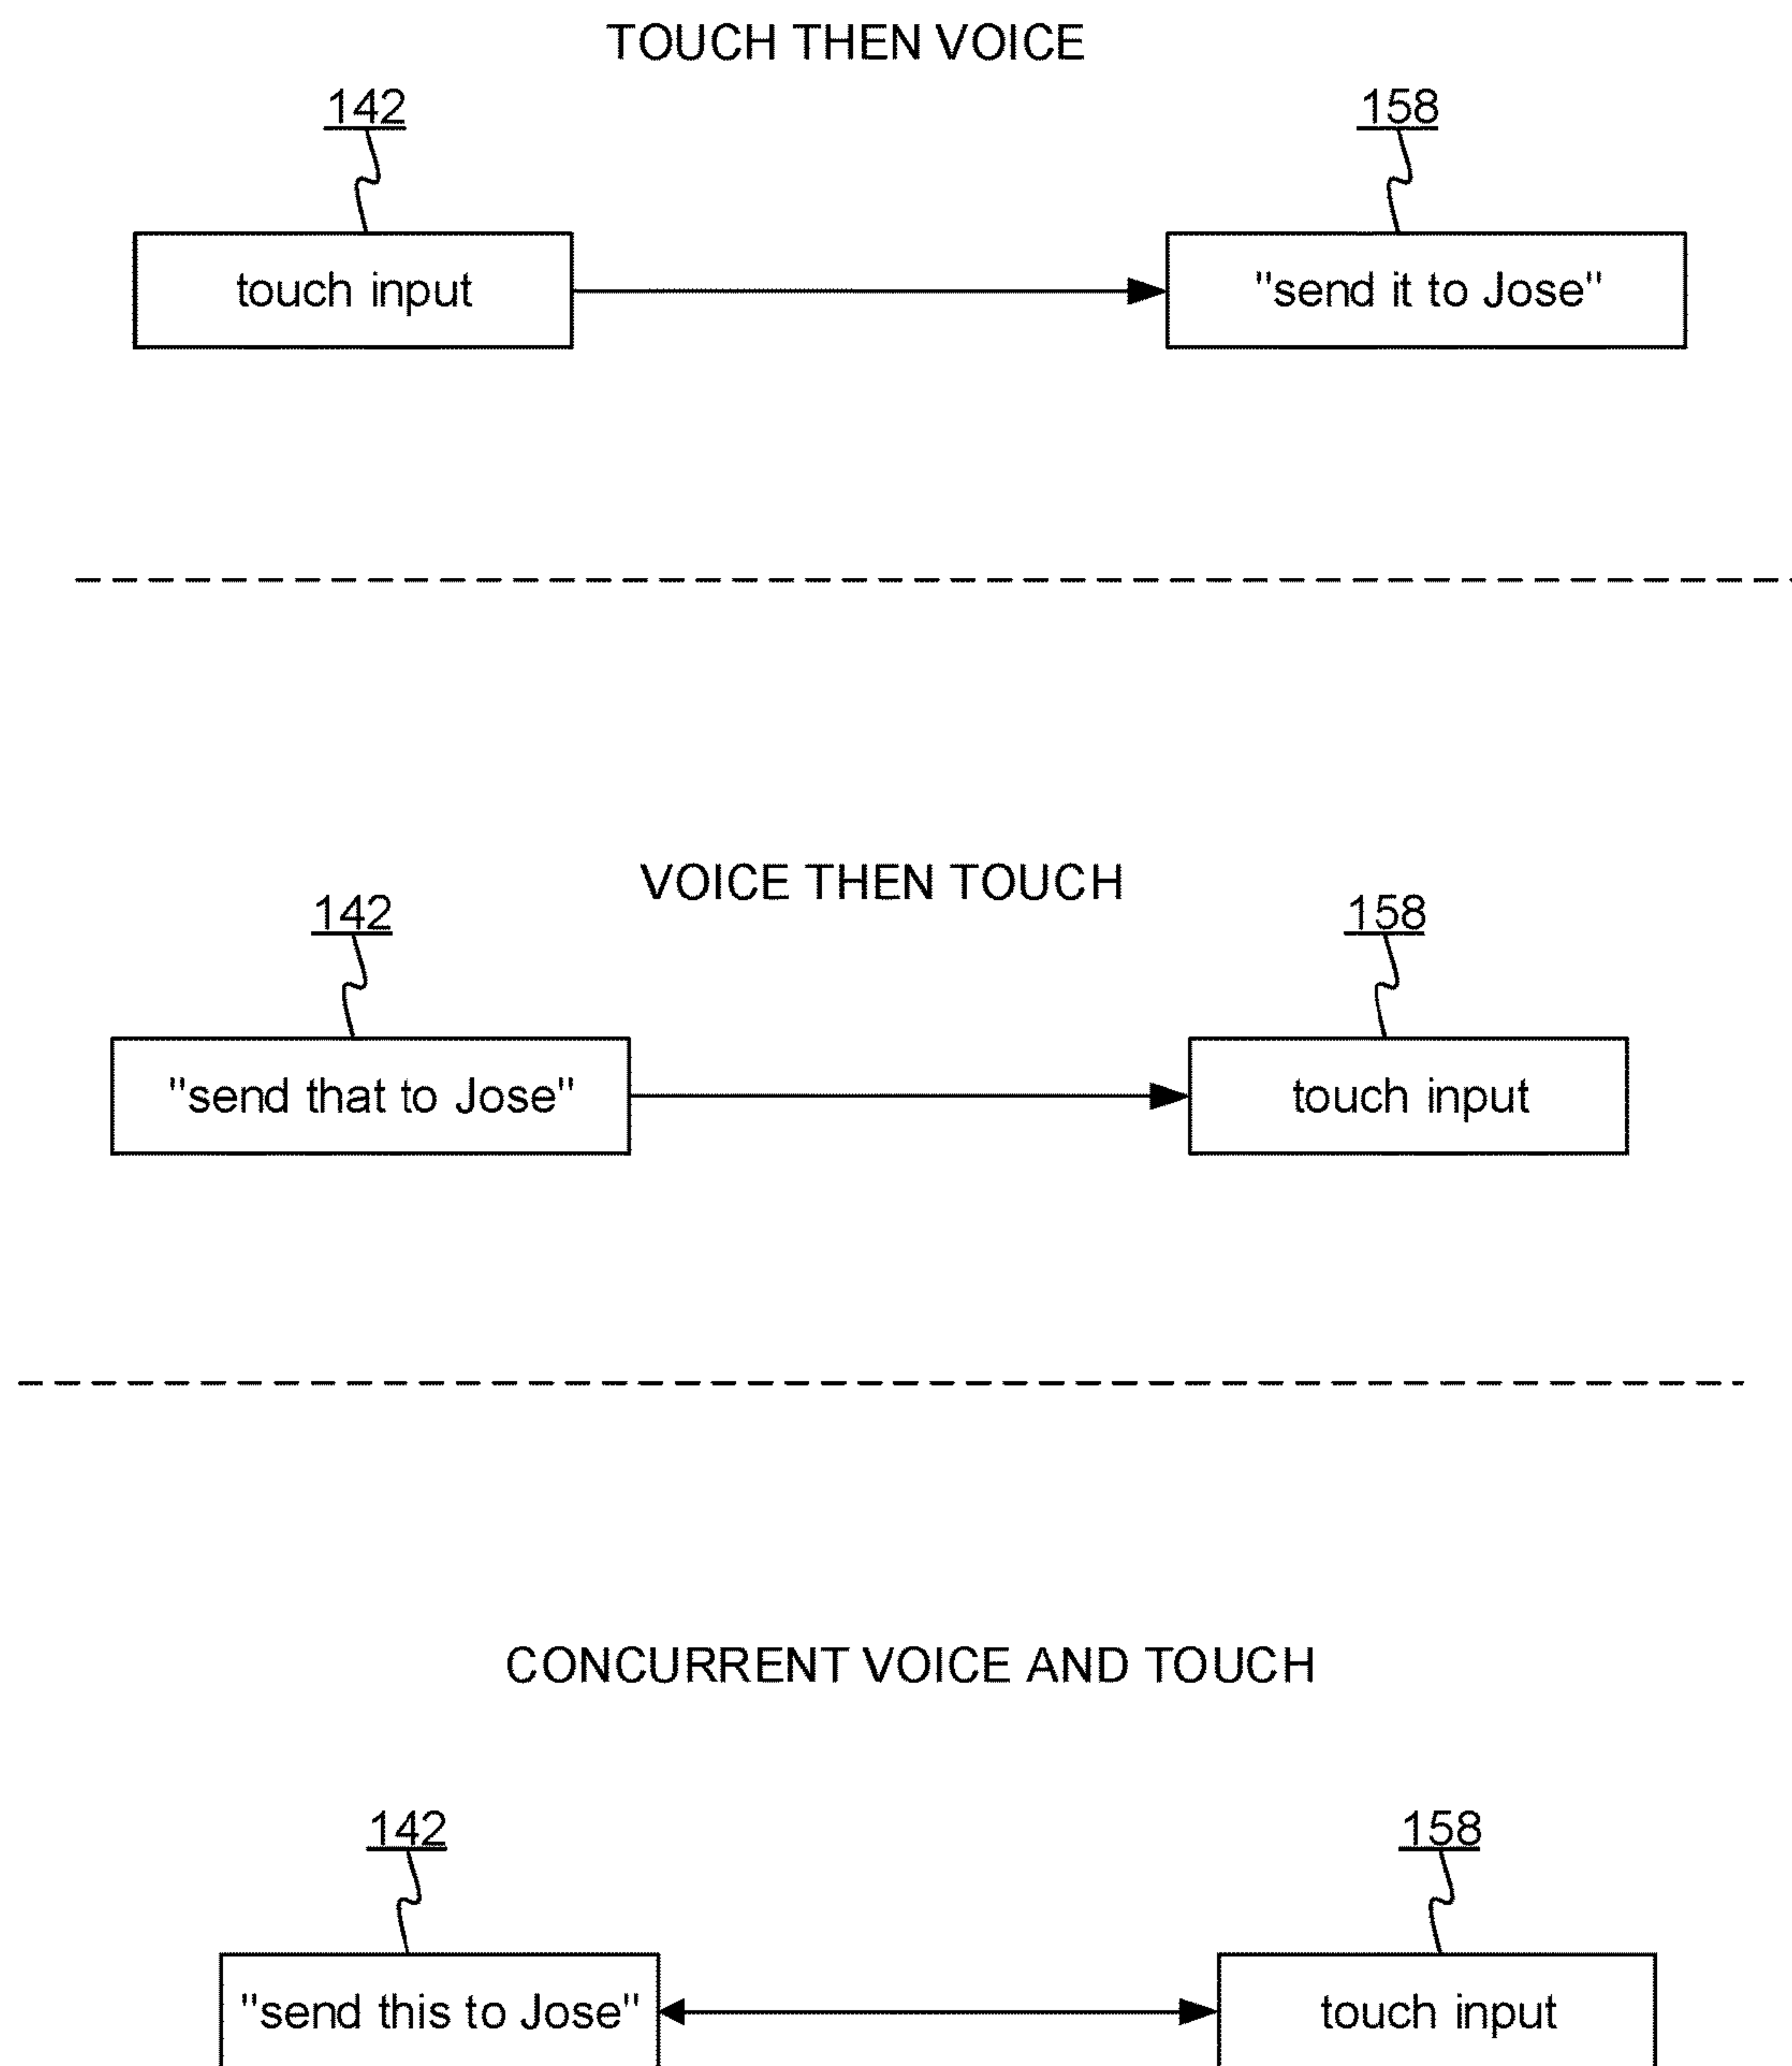 TOUCH THEN VOICE
142
158
touch input
"send it to Jose"
VOICE THEN TOUCH
142
158
"send that to Jose"
touch input
CONCURRENT VOICE AND TOUCH
142
158
"send this to Jose"
touch input